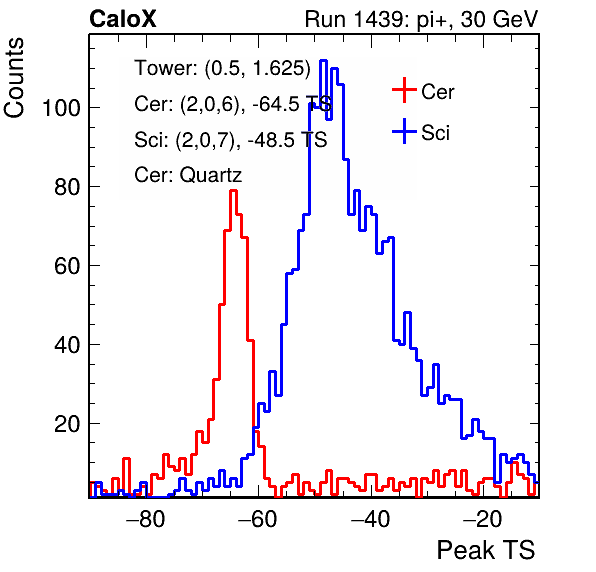 CaloX Run 1439: pi+, 30 GeV
Counts
Tower: (0.5, 1.625)
Cer: (2,0,6), -64.5 TS
Sci: (2,0,7), -48.5 TS
Cer: Quartz
Cer
Sci
100
80
60
40
20
−80 −60 −40 −20
Peak TS